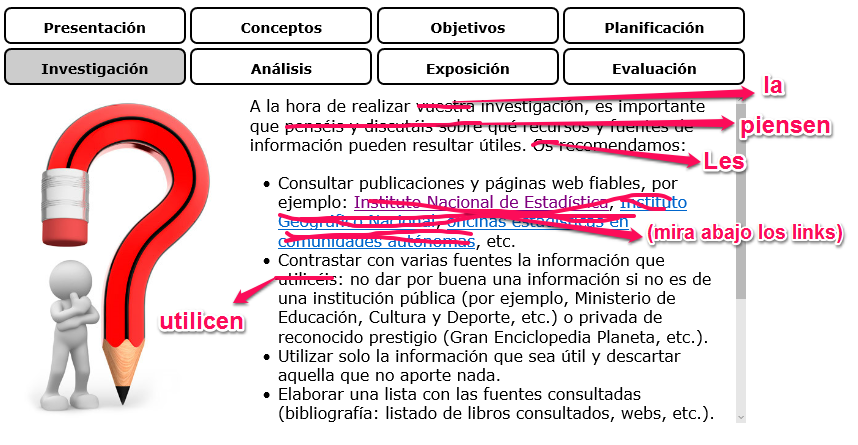 Presentación Conceptos Objetivos Planificación
Investigación Análisis Exposición Evaluación
A la hora de realizar vuestra investigación, es importante la
que penséis y discutáis sobre qué recursos y fuentes de piensen
información pueden resultar útiles. Os recomendamos: Les
• Consultar publicaciones y páginas web fiables, por
ejemplo: Instituto Nacional de Estadística, Instituto
Geográfico Nacional, oficinas estadísticas en
comunidades autónomas, etc. (mira abajo los links)
• Contrastar con varias fuentes la información que
utilicéis: no dar por buena una información si no es de
una institución pública (por ejemplo, Ministerio de
utilicen Educación, Cultura y Deporte, etc.) o privada de
reconocido prestigio (Gran Enciclopedia Planeta, etc.).
• Utilizar solo la información que sea útil y descartar
aquella que no aporte nada.
• Elaborar una lista con las fuentes consultadas
(bibliografía: listado de libros consultados, webs, etc.).